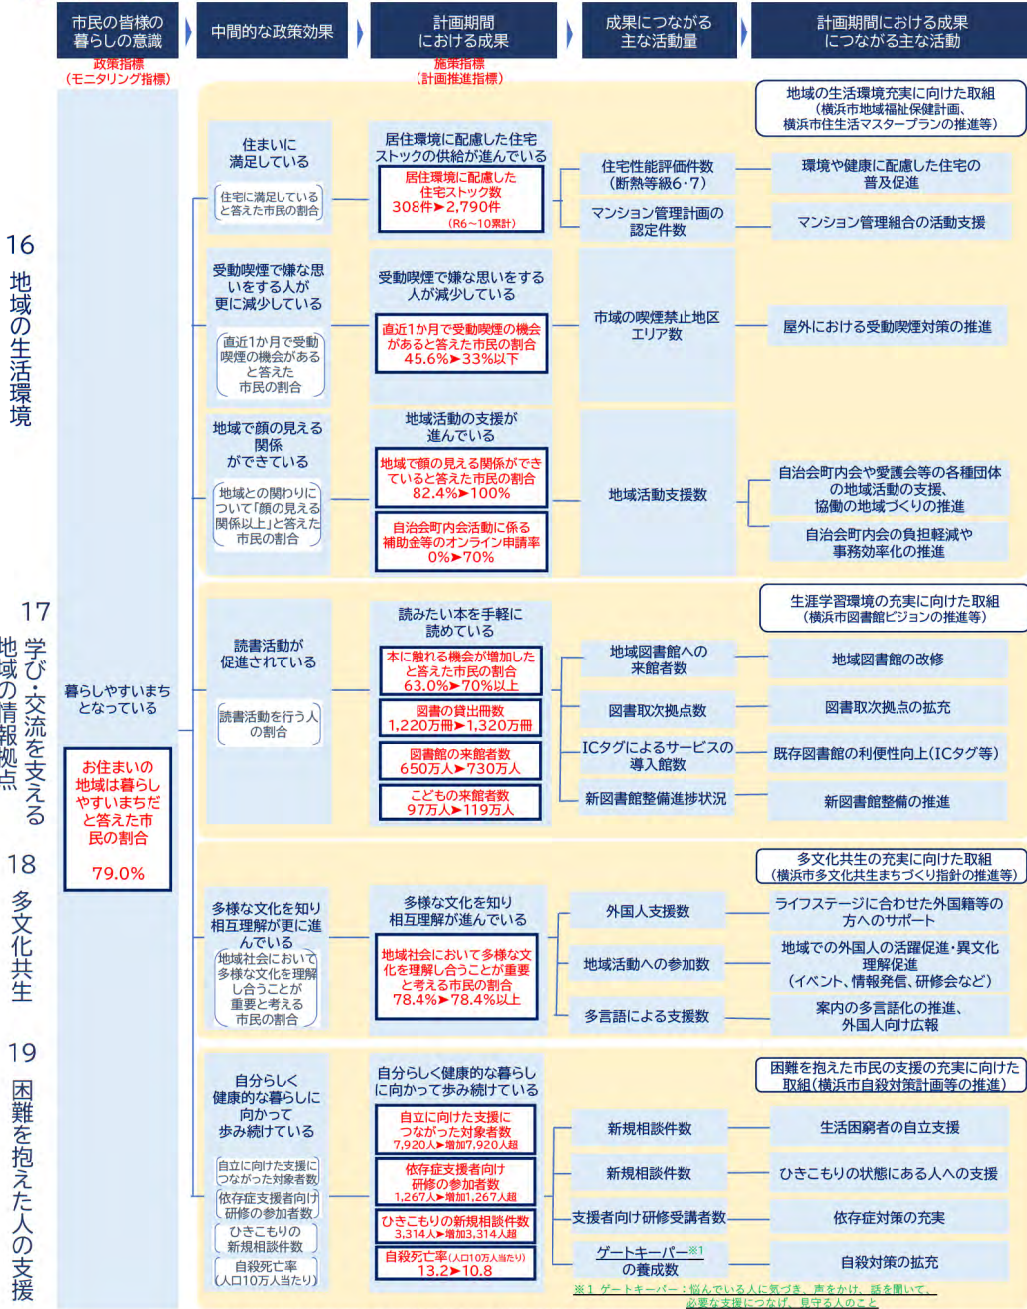 市民の皆様の
暮らしの意識
中間的な政策効果
計画期間
における成果
成果につながる
主な活動量
計画期間における成果
につながる主な活動
政策指標
(モニタリング指標)
施策指標
(計画推進指標)
暮らしやすいまち
となっている
お住まいの
地域は暮らし
やすいまちだ
と答えた市
民の割合
79.0%
16 地域の生活環境
地域の生活環境充実に向けた取組
(横浜市地域福祉保健計画、
横浜市住生活マスタープランの推進等)
住まいに
満足している
住宅に満足している
と答えた市民の割合
居住環境に配慮した住宅
ストックの供給が進んでいる
居住環境に配慮した
住宅ストック数
308件➤2,790件
(R6~10累計)
住宅性能評価件数
(断熱等級6・7)
環境や健康に配慮した住宅の
普及促進
マンション管理計画の
認定件数
マンション管理組合の活動支援
受動喫煙で嫌な思
いをする人が
更に減少している
直近1か月で受動
喫煙の機会がある
と答えた
市民の割合
受動喫煙で嫌な思いをする
人が減少している
直近1か月で受動喫煙の機会
があると答えた市民の割合
45.6%➤33%以下
市域の喫煙禁止地区
エリア数
屋外における受動喫煙対策の推進
地域で顔の見える
関係
ができている
地域との関わりに
ついて「顔の見える
関係以上」と答えた
市民の割合
地域活動の支援が
進んでいる
地域で顔の見える関係ができ
ていると答えた市民の割合
82.4%➤100%
自治会町内会活動に係る
補助金等のオンライン申請率
0%➤70%
地域活動支援数
自治会町内会や愛護会等の各種団体
の地域活動の支援、
協働の地域づくりの推進
自治会町内会の負担軽減や
事務効率化の推進
17 学び・交流を支える
地域の情報拠点
生涯学習環境の充実に向けた取組
(横浜市図書館ビジョンの推進等)
読書活動が
促進されている
読書活動を行う人
の割合
読みたい本を手軽に
読めている
本に触れる機会が増加した
と答えた市民の割合
63.0%➤70%以上
図書の貸出冊数
1,220万冊➤1,320万冊
図書館の来館者数
650万人➤730万人
こどもの来館者数
97万人➤119万人
地域図書館への
来館者数
地域図書館の改修
図書取次拠点数
図書取次拠点の拡充
ICタグによるサービスの
導入館数
既存図書館の利便性向上(ICタグ等)
新図書館整備進捗状況
新図書館整備の推進
18 多文化共生
多文化共生の充実に向けた取組
(横浜市多文化共生まちづくり指針の推進等)
多様な文化を知り
相互理解が更に進
んでいる
地域社会において
多様な文化を理解
し合うことが
重要と考える
市民の割合
多様な文化を知り
相互理解が進んでいる
地域社会において多様な文
化を理解し合うことが重要
と考える市民の割合
78.4%➤78.4%以上
外国人支援数
ライフステージに合わせた外国籍等の
方へのサポート
地域活動への参加数
地域での外国人の活躍促進・異文化
理解促進
(イベント、情報発信、研修会など)
多言語による支援数
案内の多言語化の推進、
外国人向け広報
19 困難を抱えた人の支援
困難を抱えた市民の支援の充実に向けた
取組(横浜市自殺対策計画等の推進)
自分らしく
健康的な暮らしに
向かって
歩み続けている
自立に向けた支援に
つながった対象者数
依存症支援者向け
研修の参加者数
ひきこもりの
新規相談件数
自殺死亡率
(人口10万人当たり)
自分らしく健康的な暮らし
に向かって歩み続けている
自立に向けた支援に
つながった対象者数
7,920人➤増加7,920人超
依存症支援者向け
研修の参加者数
1,267人➤増加1,267人超
ひきこもりの新規相談件数
3,314人➤増加3,314人超
自殺死亡率(人口10万人当たり)
13.2➤10.8
新規相談件数
生活困窮者の自立支援
新規相談件数
ひきこもりの状態にある人への支援
支援者向け研修受講者数
依存症対策の充実
ゲートキーパー※1
の養成数
自殺対策の拡充
※1 ゲートキーパー：悩んでいる人に気づき、声をかけ、話を聞いて、
必要な支援につなげ、見守る人のこと